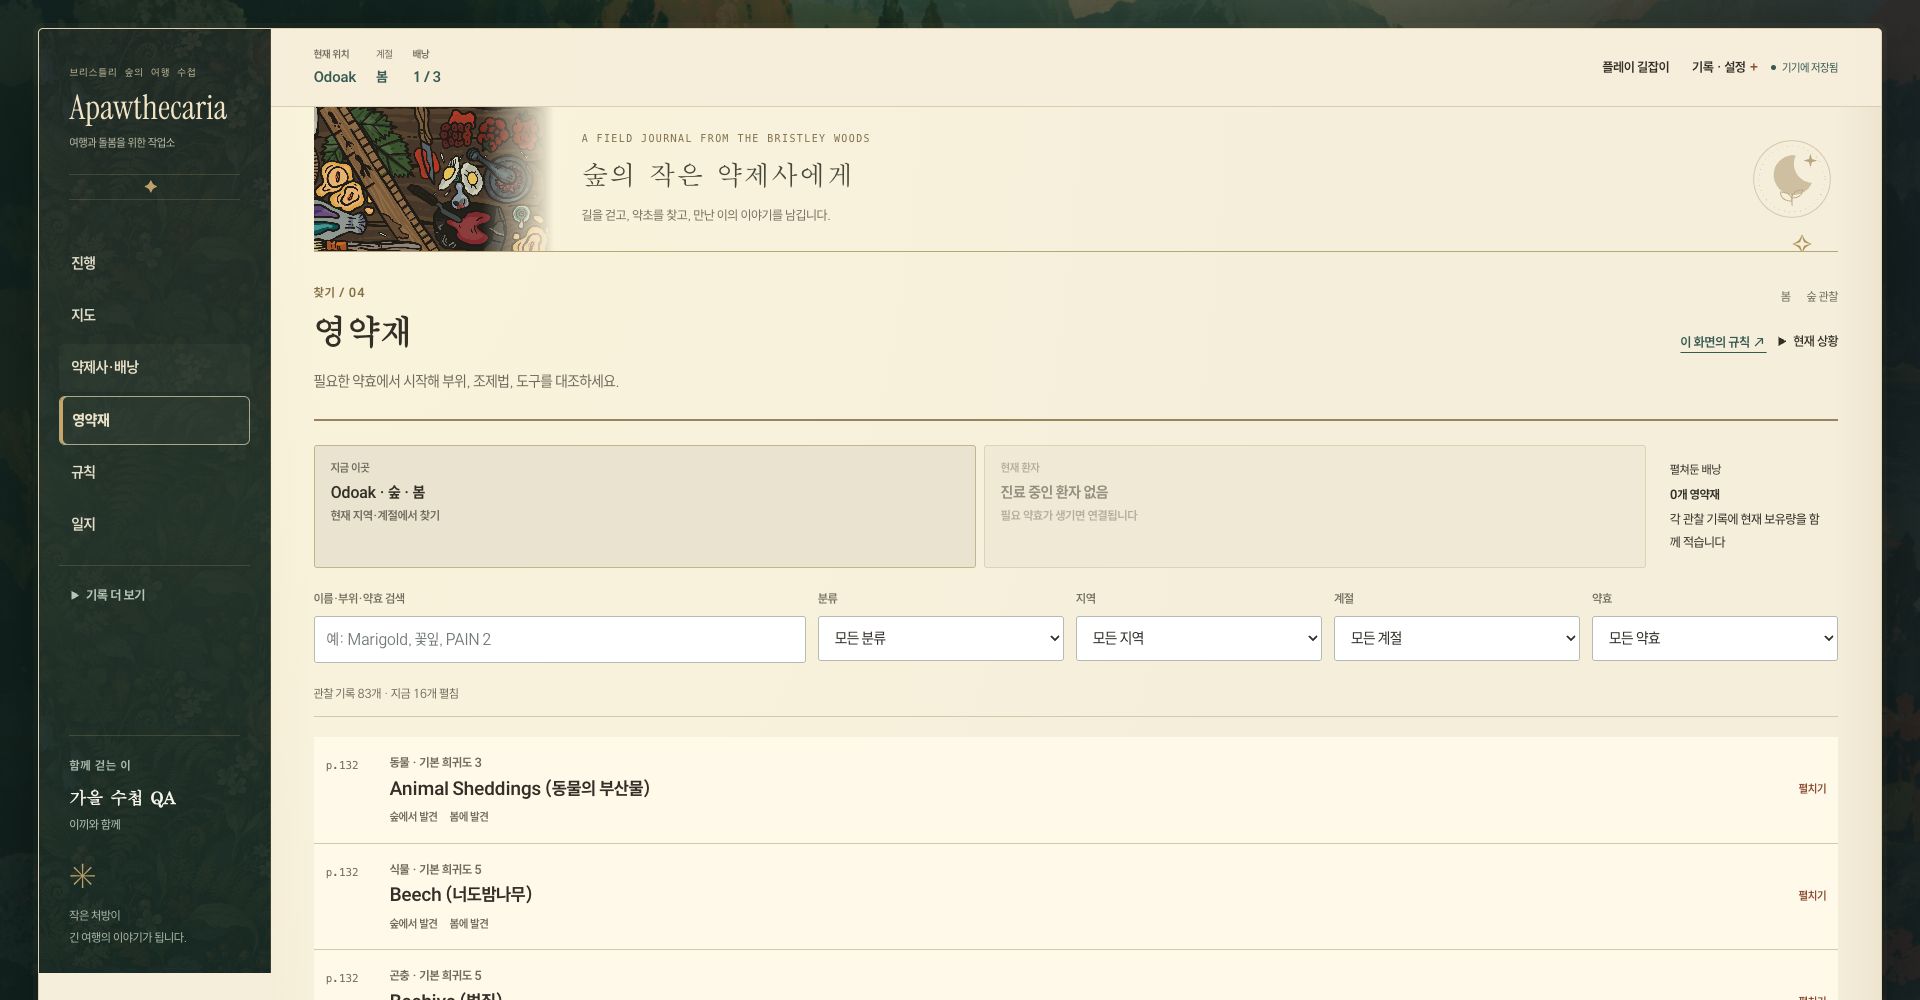 브리스틀리 숲의 여행 수첩
Apawthecaria
여행과 돌봄을 위한 작업소
진행
지도
약제사·배낭
영약재
규칙
일지
▶ 기록 더 보기
함께 걷는 이
가을 수첩 QA
이끼와 함께
작은 처방이
긴 여행의 이야기가 됩니다.
현재 위치 계절 배낭
Odoak 봄 1 / 3
플레이 길잡이 기록 · 설정 + • 기기에 저장됨
A FIELD JOURNAL FROM THE BRISTLEY WOODS
숲의 작은 약제사에게
길을 걷고, 약초를 찾고, 만난 이의 이야기를 남깁니다.
찾기 / 04
영약재
필요한 약효에서 시작해 부위, 조제법, 도구를 대조하세요.
봄 숲 관찰
이 화면의 규칙 ↗ ▶ 현재 상황
지금 이곳
Odoak · 숲 · 봄
현재 지역·계절에서 찾기
현재 환자
진료 중인 환자 없음
필요 약효가 생기면 연결됩니다
펼쳐둔 배낭
0개 영약재
각 관찰 기록에 현재 보유량을 함
께 적습니다
이름·부위·약효 검색 분류 지역 계절 약효
예: Marigold, 꽃잎, PAIN 2 모든 분류 모든 지역 모든 계절 모든 약효
관찰 기록 83개 · 지금 16개 펼침
p.132 동물 · 기본 희귀도 3
Animal Sheddings (동물의 부산물)
숲에서 발견 봄에 발견
펼치기
p.132 식물 · 기본 희귀도 5
Beech (너도밤나무)
숲에서 발견 봄에 발견
펼치기
p.132 곤충 · 기본 희귀도 5
Beehive (벌집)